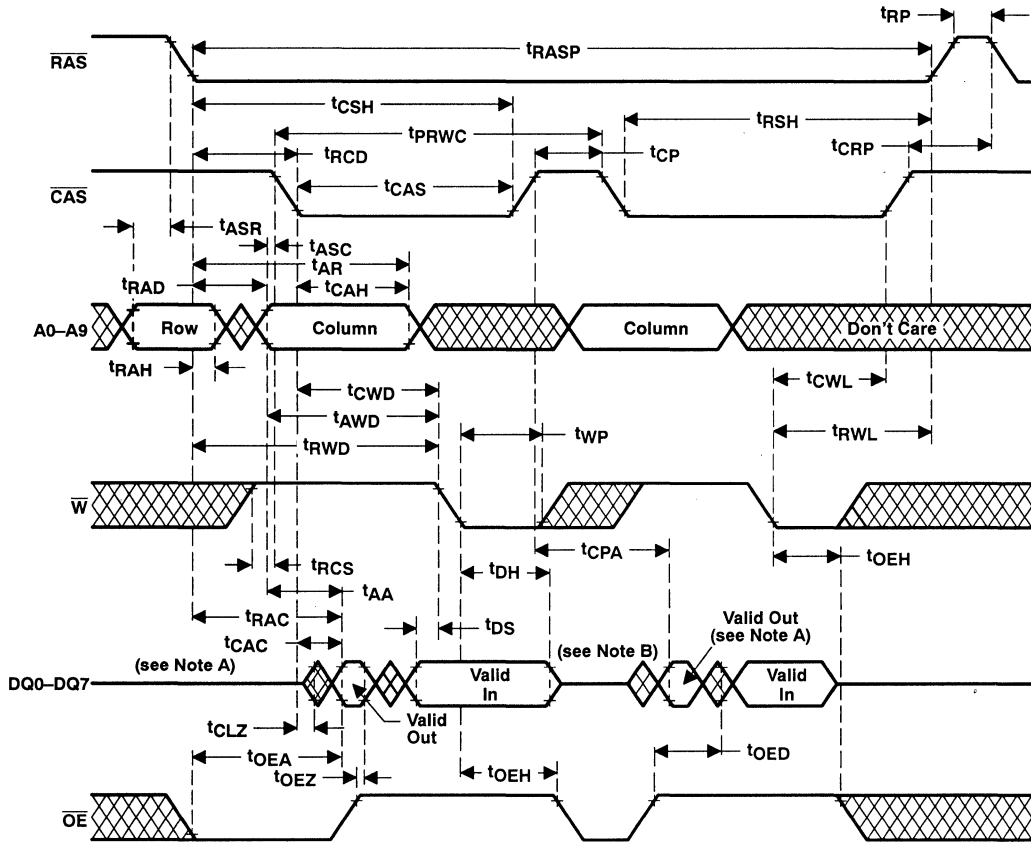 tRP
RAS
tRASP
tCSH
tRSH
tPRWC
tCRP
tRCD
tCP
CAS
tCAS
tASR
tASC
tAR
tRAD
tCAH
A0–A9
Row
Column
Column
Don't Care
tRAH
tCWD
tCWL
tAWD
tWP
tRWD
tRWL
W
tCPA
tOEH
tRCS
tDH
tAA
tRAC
tDS
Valid Out
(see Note A)
tCAC
(see Note A)
(see Note B)
DQ0–DQ7
Valid
In
Valid
In
Valid
Out
tCLZ
tOEA
tOED
tOEZ
tOEH
OE